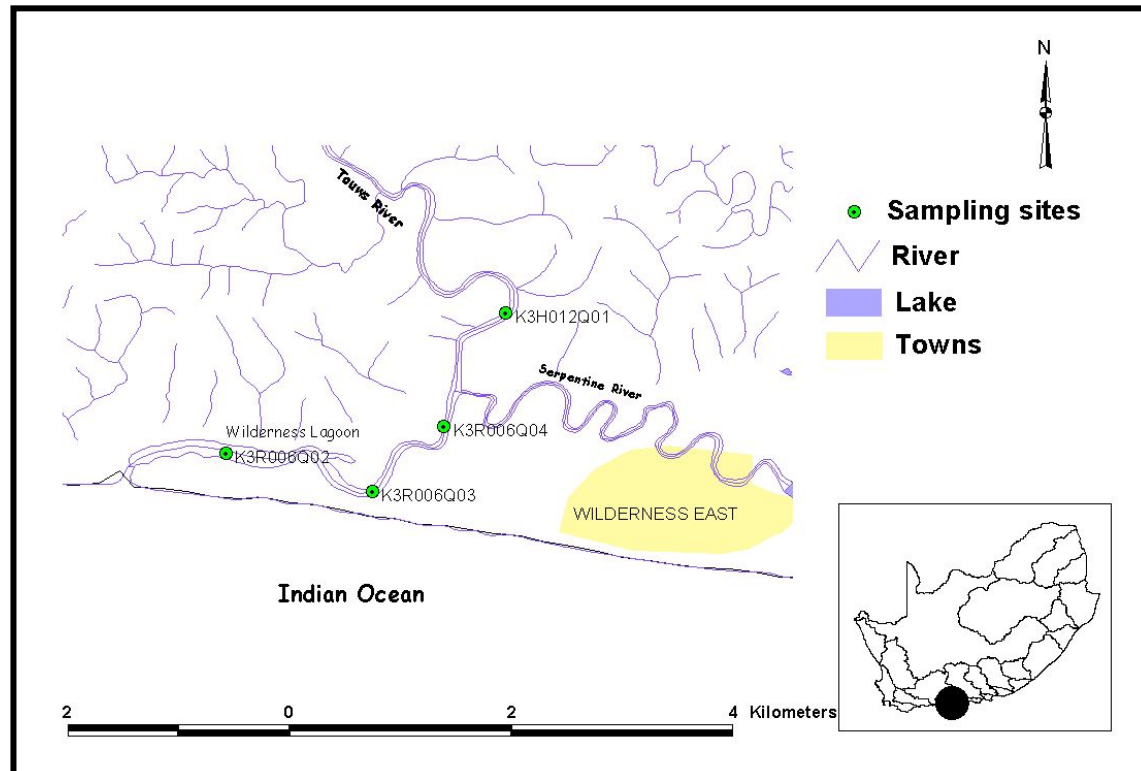 N
Touws River
Sampling sites
River
Lake
Towns
K3H012Q01
Serpentine River
Wilderness Lagoon
K3R006Q04
K3R006Q02
K3R006Q03
WILDERNESS EAST
Indian Ocean
2 0 2 4 Kilometers